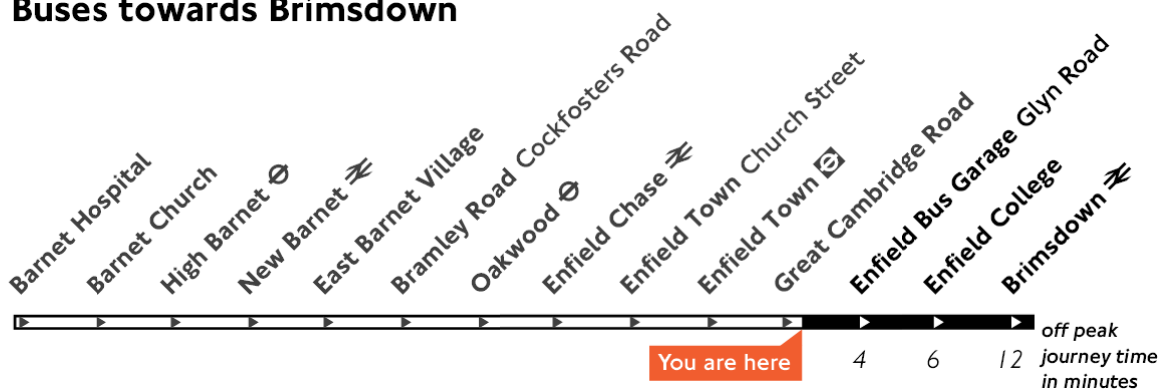 Buses towards Brimsdown
Barnet Hospital
Barnet Church
High Barnet
New Barnet
East Barnet Village
Bramley Road Cockfosters Road
Oakwood
Enfield Chase
Enfield Town Church Street
Enfield Town
Great Cambridge Road
Enfield Bus Garage Glyn Road
Enfield College
Brimsdown
You are here
4
6
12
off peak
journey time
in minutes